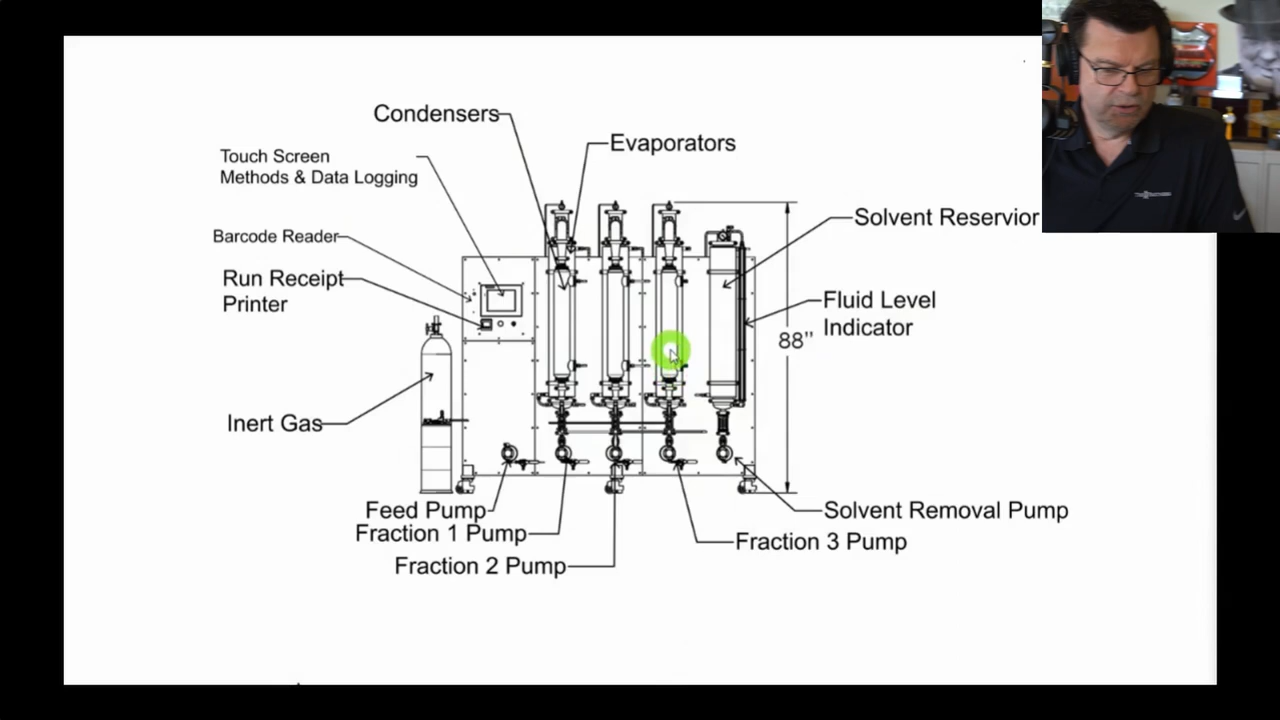 Condensers
Evaporators
Touch Screen
Methods & Data Logging
Solvent Reservior
Barcode Reader
Run Receipt
Printer
Fluid Level
Indicator
88"
Inert Gas
Feed Pump
Solvent Removal Pump
Fraction 1 Pump
Fraction 3 Pump
Fraction 2 Pump